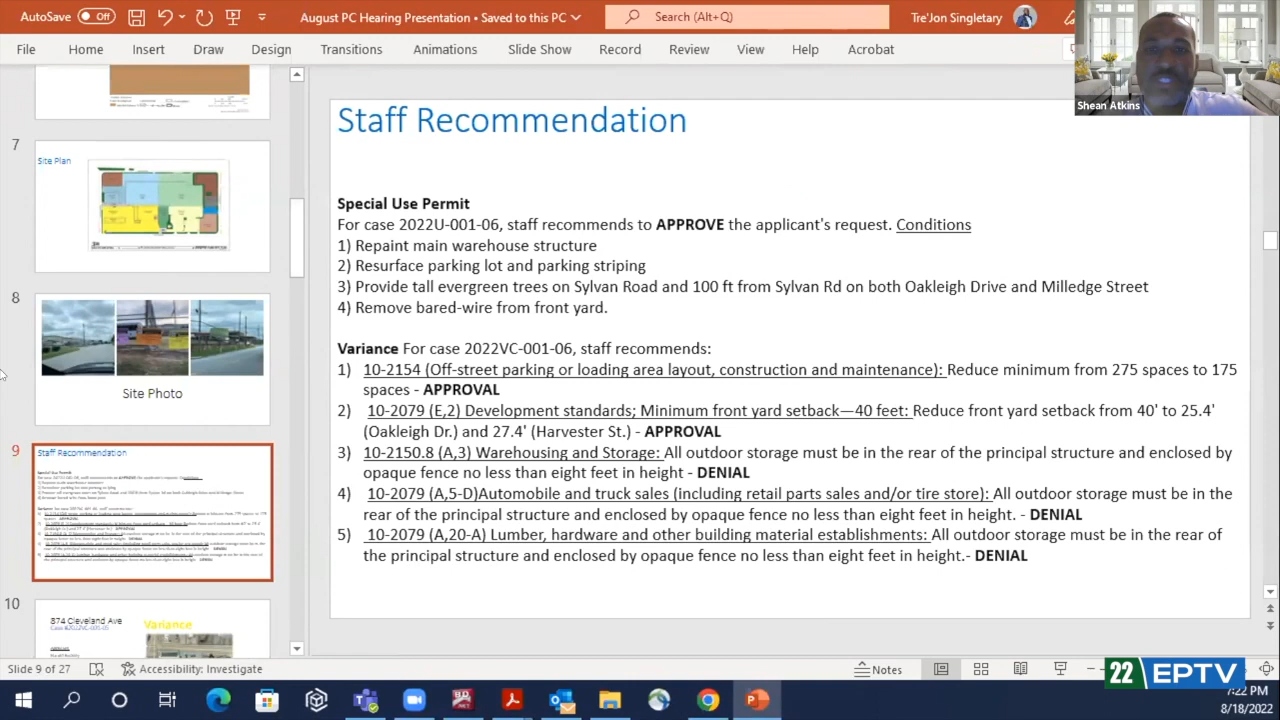 AutoSave Off August PC Hearing Presentation • Saved to this PC Search (Alt+Q) Tre'Jon Singletary
File Home Insert Draw Design Transitions Animations Slide Show Record Review View Help Acrobat
Shean Atkins
7
Site Plan
8
Site Photo
9
Staff Recommendation
10
874 Cleveland Ave
Variance
Staff Recommendation
Special Use Permit
For case 2022U-001-06, staff recommends to APPROVE the applicant's request. Conditions
1) Repaint main warehouse structure
2) Resurface parking lot and parking striping
3) Provide tall evergreen trees on Sylvan Road and 100 ft from Sylvan Rd on both Oakleigh Drive and Milledge Street
4) Remove bared-wire from front yard.
Variance For case 2022VC-001-06, staff recommends:
1) 10-2154 (Off-street parking or loading area layout, construction and maintenance): Reduce minimum from 275 spaces to 175
spaces - APPROVAL
2) 10-2079 (E,2) Development standards; Minimum front yard setback—40 feet: Reduce front yard setback from 40' to 25.4'
(Oakleigh Dr.) and 27.4' (Harvester St.) - APPROVAL
3) 10-2150.8 (A,3) Warehousing and Storage: All outdoor storage must be in the rear of the principal structure and enclosed by
opaque fence no less than eight feet in height - DENIAL
4) 10-2079 (A,5-D)Automobile and truck sales (including retail parts sales and/or tire store): All outdoor storage must be in the
rear of the principal structure and enclosed by opaque fence no less than eight feet in height. - DENIAL
5) 10-2079 (A,20-A) Lumber, hardware and other building material establishments: All outdoor storage must be in the rear of
the principal structure and enclosed by opaque fence no less than eight feet in height.- DENIAL
Slide 9 of 27 Accessibility: Investigate Notes
22 EPTV
7:22 PM
8/18/2022